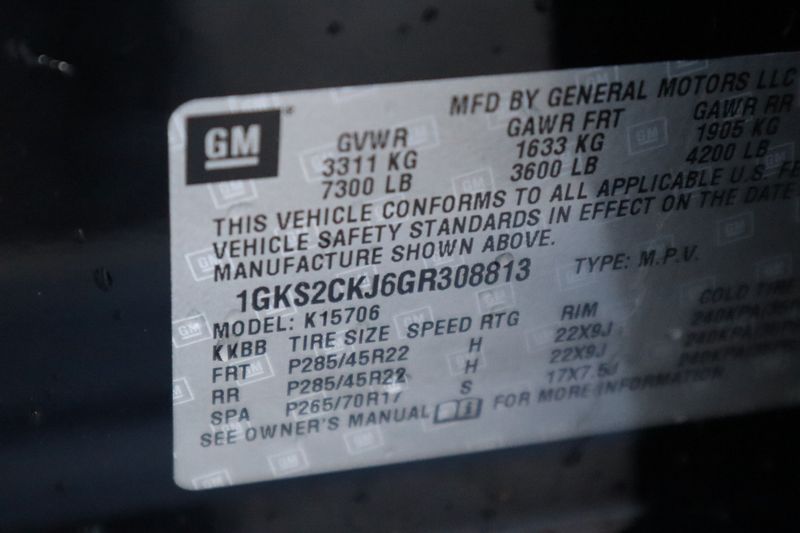 MFD BY GENERAL MOTORS LLC
GM GVWR GAWR FRT GAWR RR
3311 KG 1633 KG 1905 KG
7300 LB 3600 LB 4200 LB
THIS VEHICLE CONFORMS TO ALL APPLICABLE U.S. FE
VEHICLE SAFETY STANDARDS IN EFFECT ON THE DATE
MANUFACTURE SHOWN ABOVE.
1GKS2CKJ6GR308813 TYPE: M.P.V.
MODEL: K15706
KKBB TIRE SIZE SPEED RTG RIM COLD TIRE
FRT P285/45R22 H 22X9J
RR P285/45R22 H 22X9J
SPA P265/70R17 S 17X7.5J
SEE OWNER'S MANUAL FOR MORE INFORMATION